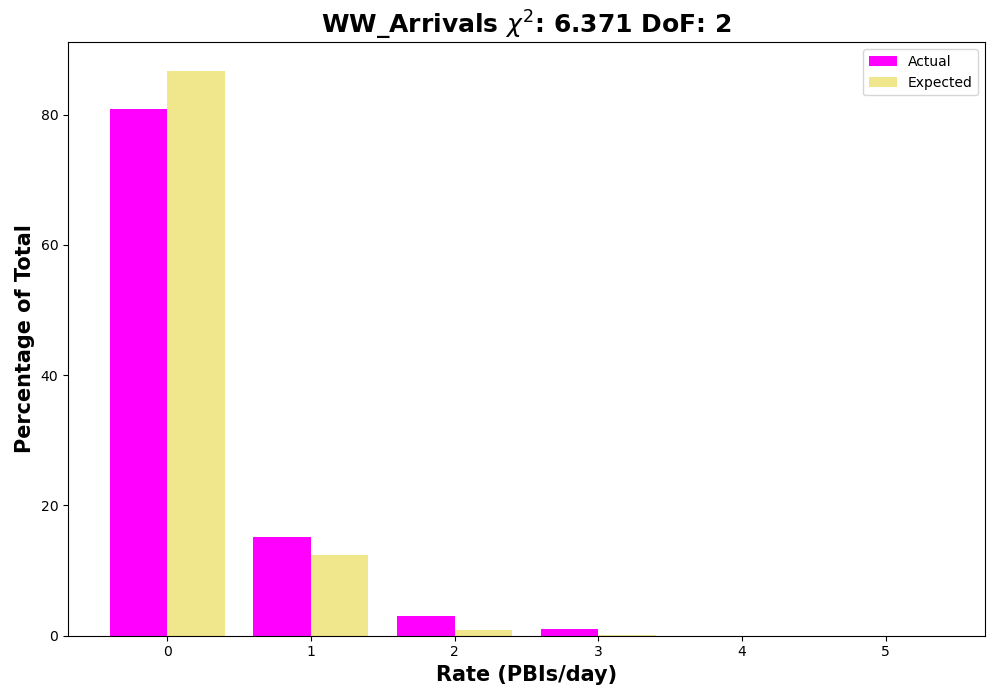 WW_Arrivals χ²: 6.371 DoF: 2
Actual
Expected
Percentage of Total
80
60
40
20
0
0 1 2 3 4 5
Rate (PBIs/day)